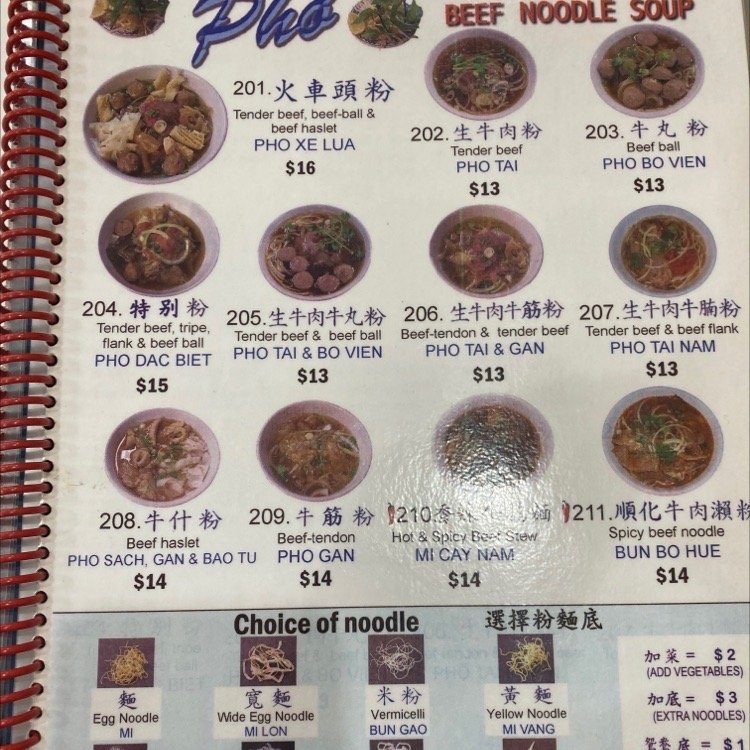 Phở
BEEF NOODLE SOUP
201.火車頭粉
Tender beef, beef-ball &
beef haslet
PHO XE LUA
$16
202.生牛肉粉
Tender beef
PHO TAI
$13
203.牛丸粉
Beef ball
PHO BO VIEN
$13
204.特别粉
Tender beef, tripe,
flank & beef ball
PHO DAC BIET
$15
205.生牛肉牛丸粉
Tender beef & beef ball
PHO TAI & BO VIEN
$13
206.生牛肉牛筋粉
Beef-tendon & tender beef
PHO TAI & GAN
$13
207.生牛肉牛腩粉
Tender beef & beef flank
PHO TAI NAM
$13
208.牛什粉
Beef haslet
PHO SACH, GAN & BAO TU
$14
209.牛筋粉
Beef-tendon
PHO GAN
$14
210.
Hot & Spicy Beef Stew
MI CAY NAM
$14
211.順化牛肉瀨粉
Spicy beef noodle
BUN BO HUE
$14
Choice of noodle 選擇粉麵底
麵
Egg Noodle
MI
寬麵
Wide Egg Noodle
MI LON
米粉
Vermicelli
BUN GAO
黃麵
Yellow Noodle
MI VANG
加菜 = $2
(ADD VEGETABLES)
加底 = $3
(EXTRA NOODLES)
鴛鴦底 = $1